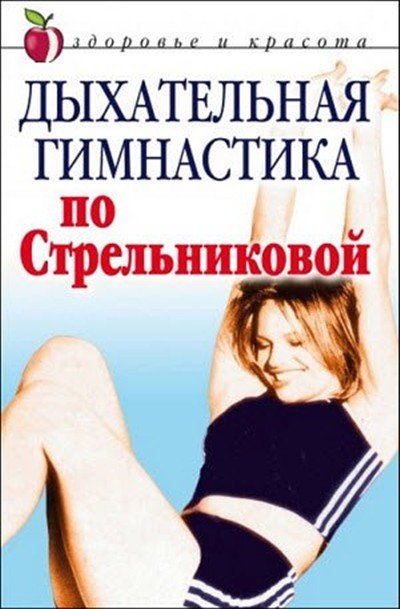 здоровье и красота
ДЫХАТЕЛЬНАЯ
ГИМНАСТИКА
по
Стрельниковой